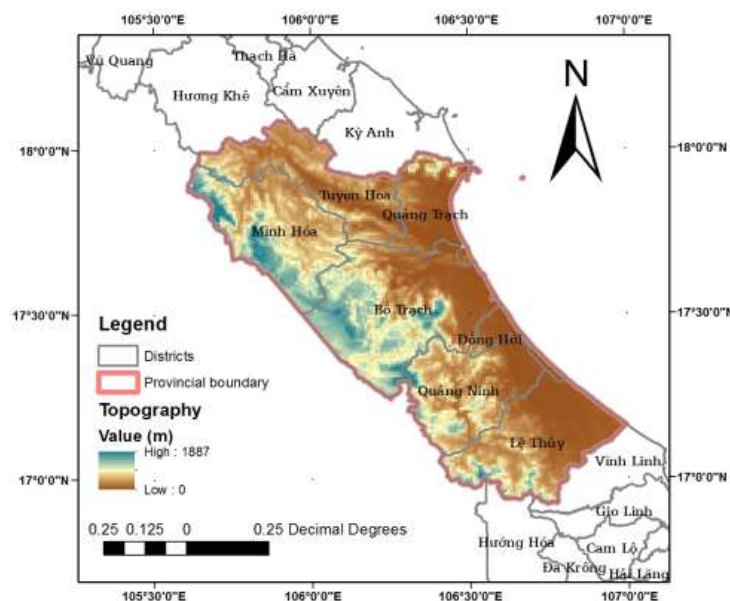 105°30'0"E 106°0'0"E 106°30'0"E 107°0'0"E
Vũ Quang
Thạch Hà
Hương Khê
Cẩm Xuyên
Kỳ Anh
N
18°0'0"N 18°0'0"N
Tuyen Hoa
Quảng Trạch
Minh Hóa
17°30'0"N 17°30'0"N
Bố Trạch
Đồng Hới
Quảng Ninh
Lệ Thủy
Legend
Districts
Provincial boundary
Topography
Value (m)
High : 1887
Low : 0
17°0'0"N 17°0'0"N
Vinh Linh
Gio Linh
Hướng Hóa
Cam Lộ
Đa Krông
Hải Lăng
0.25 0.125 0 0.25 Decimal Degrees
105°30'0"E 106°0'0"E 106°30'0"E 107°0'0"E